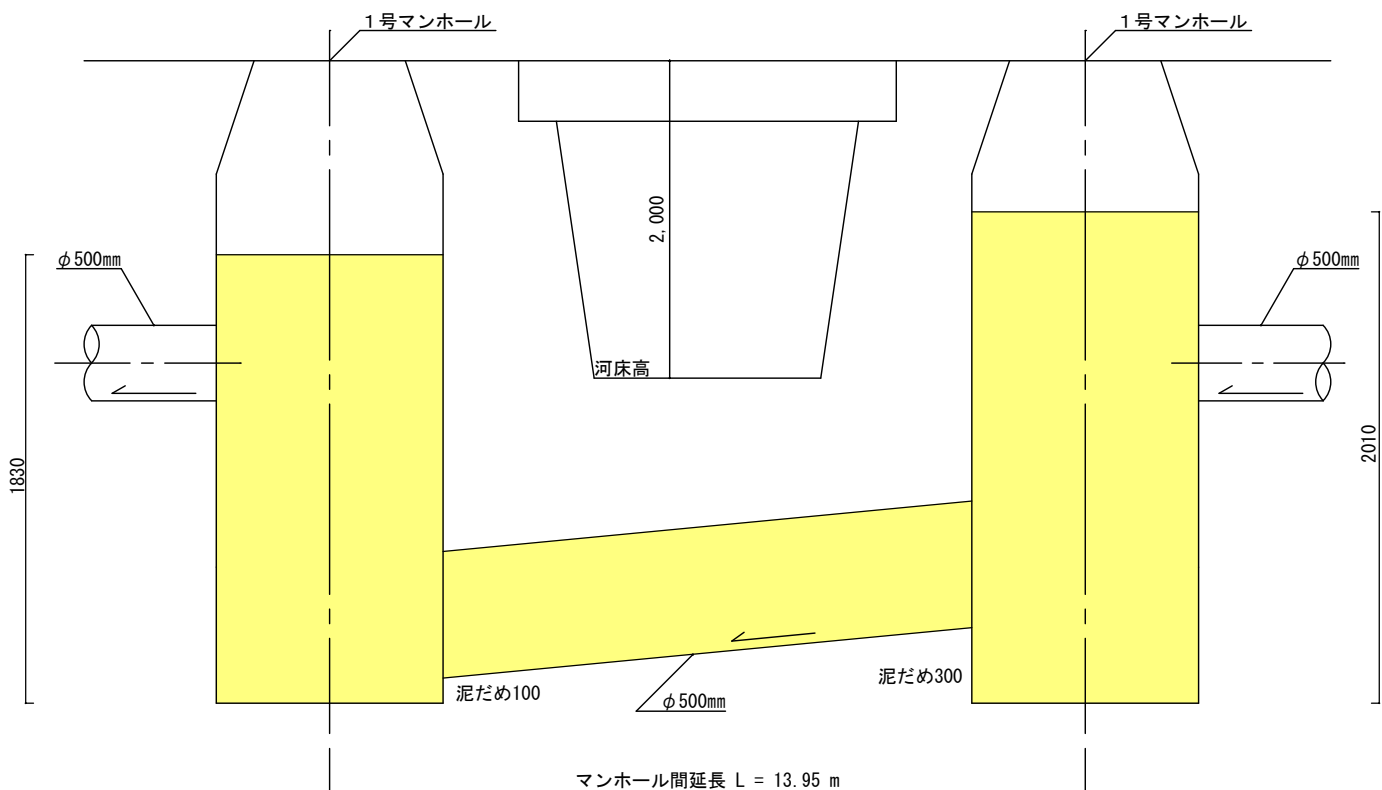 1号マンホール
1号マンホール
2,000
φ500mm
φ500mm
河床高
1830
2010
泥だめ300
泥だめ100
φ500mm
マンホール間延長 L = 13.95 m